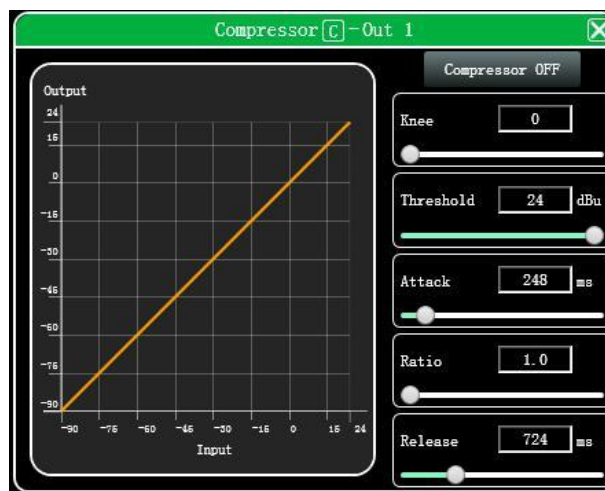 Compressor C -Out 1
Compressor OFF
Output
24
15
0
-15
-30
-45
-60
-75
-90
-90 -75 -60 -45 -30 -15 0 15 24
Input
Knee 0
Threshold 24 dBu
Attack 248 ms
Ratio 1.0
Release 724 ms